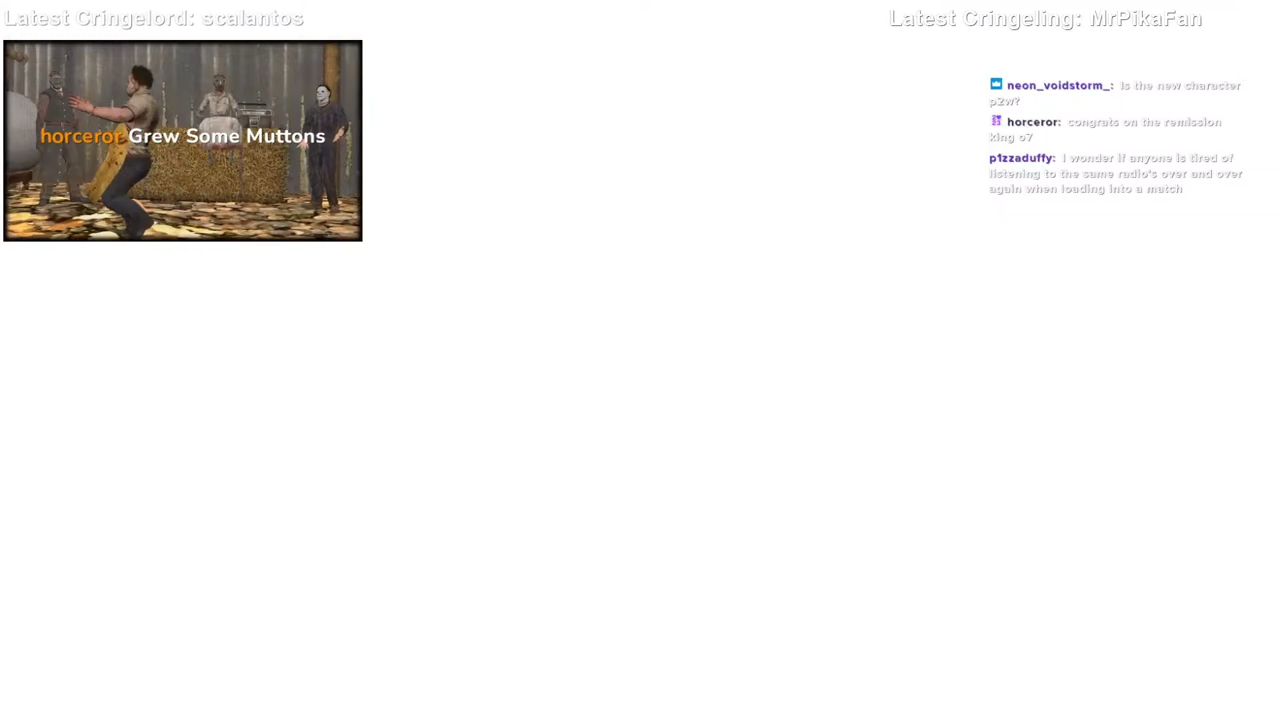 Latest Cringelord: scalantos
Latest Cringeling: MrPikaFan
horceror Grew Some Muttons
neon_voidstorm_: Is the new character
p2w?
horceror: congrats on the remission
king o7
p1zzaduffy: I wonder if anyone is tired of
listening to the same radio's over and over
again when loading into a match